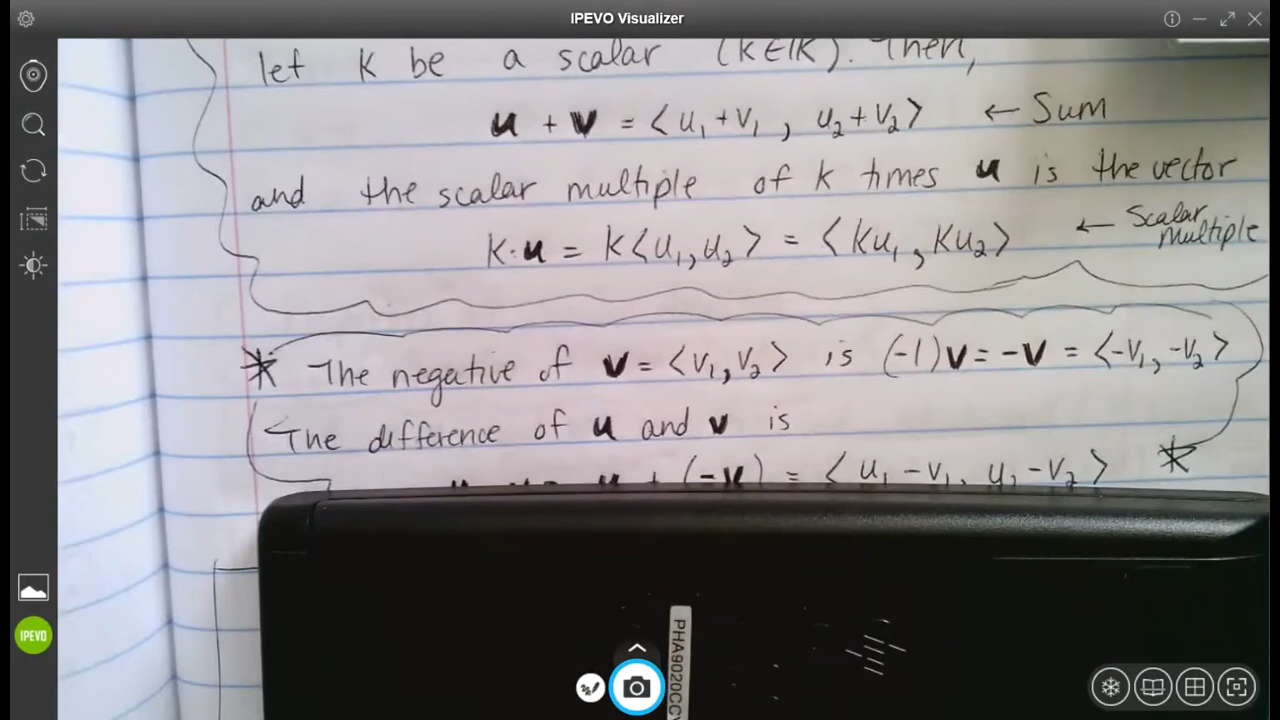 IPEVO Visualizer
let K be a scalar (K∈K). Then,
u + v = ⟨u₁+v₁, u₂+v₂⟩ ← Sum
and the scalar multiple of k times u is the vector
K·u = K⟨u₁,u₂⟩ = ⟨Ku₁, Ku₂⟩ ← Scalar multiple
* The negative of v = ⟨v₁, v₂⟩ is (-1)v = -v = ⟨-v₁, -v₂⟩
The difference of u and v is
u + (-v) = ⟨u₁ - v₁, u₂ - v₂⟩ *
IPEVO
PHA9020CC